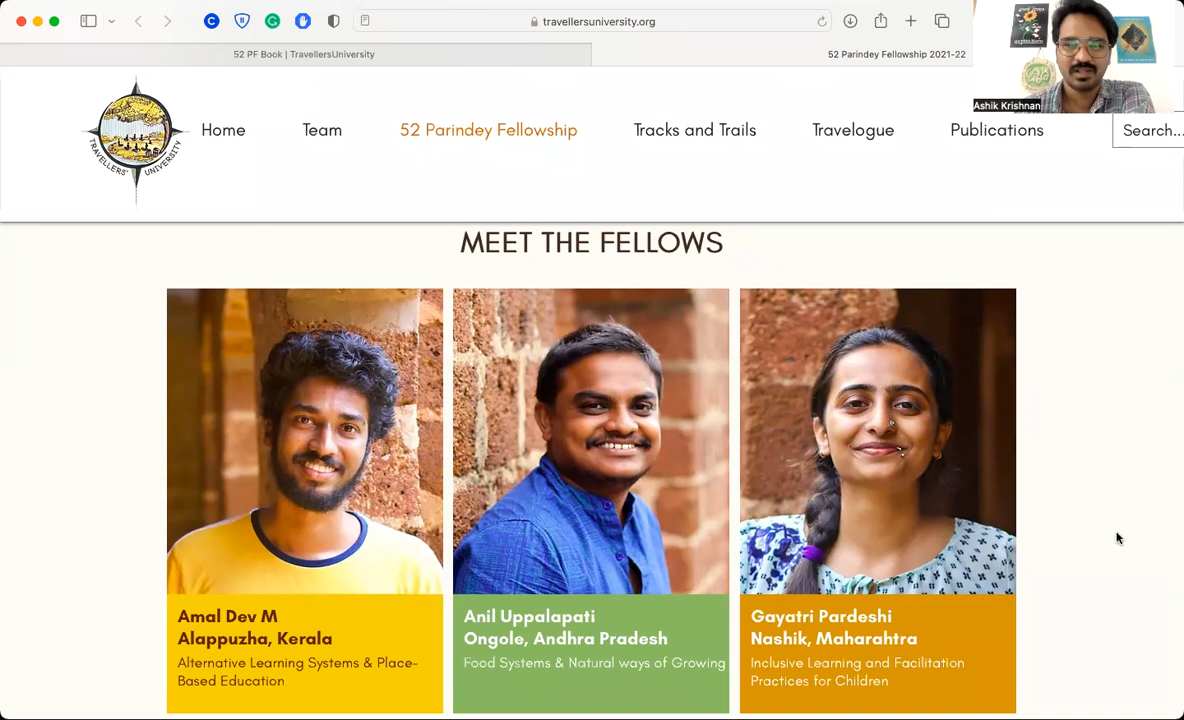 travellersuniversity.org
52 PF Book | TravellersUniversity
52 Parindey Fellowship 2021-22
Ashik Krishnan
TRAVELLERS' UNIVERSITY
Home
Team
52 Parindey Fellowship
Tracks and Trails
Travelogue
Publications
Search...
MEET THE FELLOWS
Amal Dev M
Alappuzha, Kerala
Alternative Learning Systems & Place-
Based Education
Anil Uppalapati
Ongole, Andhra Pradesh
Food Systems & Natural ways of Growing
Gayatri Pardeshi
Nashik, Maharahtra
Inclusive Learning and Facilitation
Practices for Children